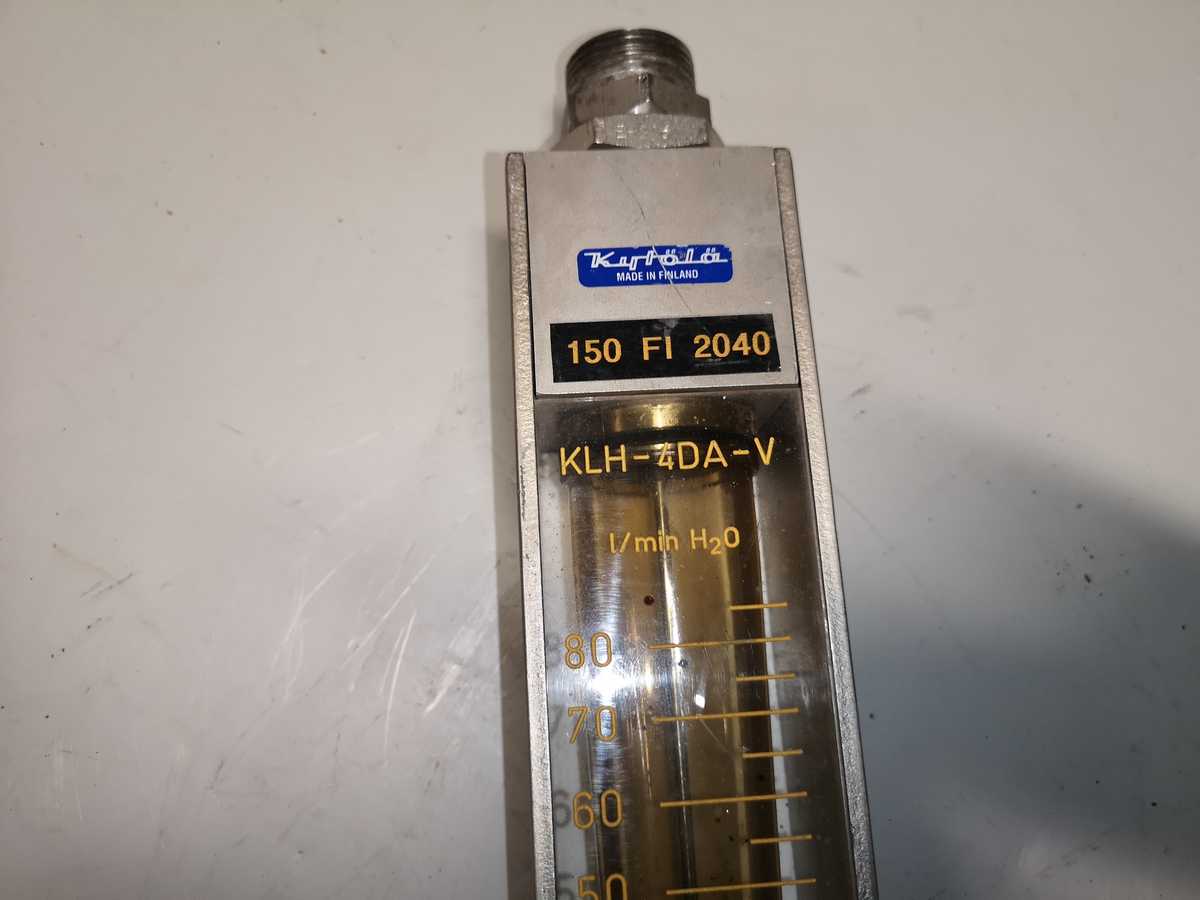 Kytölä
MADE IN FINLAND
150 FI 2040
KLH-4DA-V
l/min H₂O
80
70
60
50